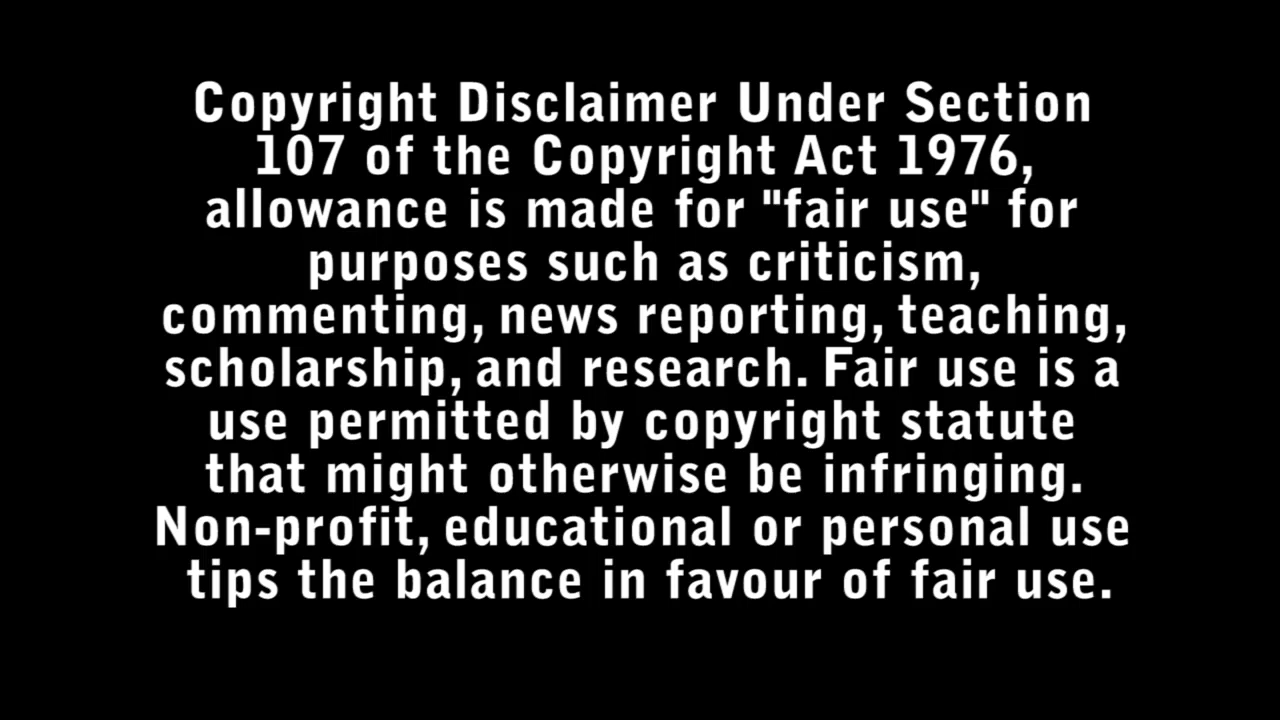 Copyright Disclaimer Under Section
107 of the Copyright Act 1976,
allowance is made for "fair use" for
purposes such as criticism,
commenting, news reporting, teaching,
scholarship, and research. Fair use is a
use permitted by copyright statute
that might otherwise be infringing.
Non-profit, educational or personal use
tips the balance in favour of fair use.